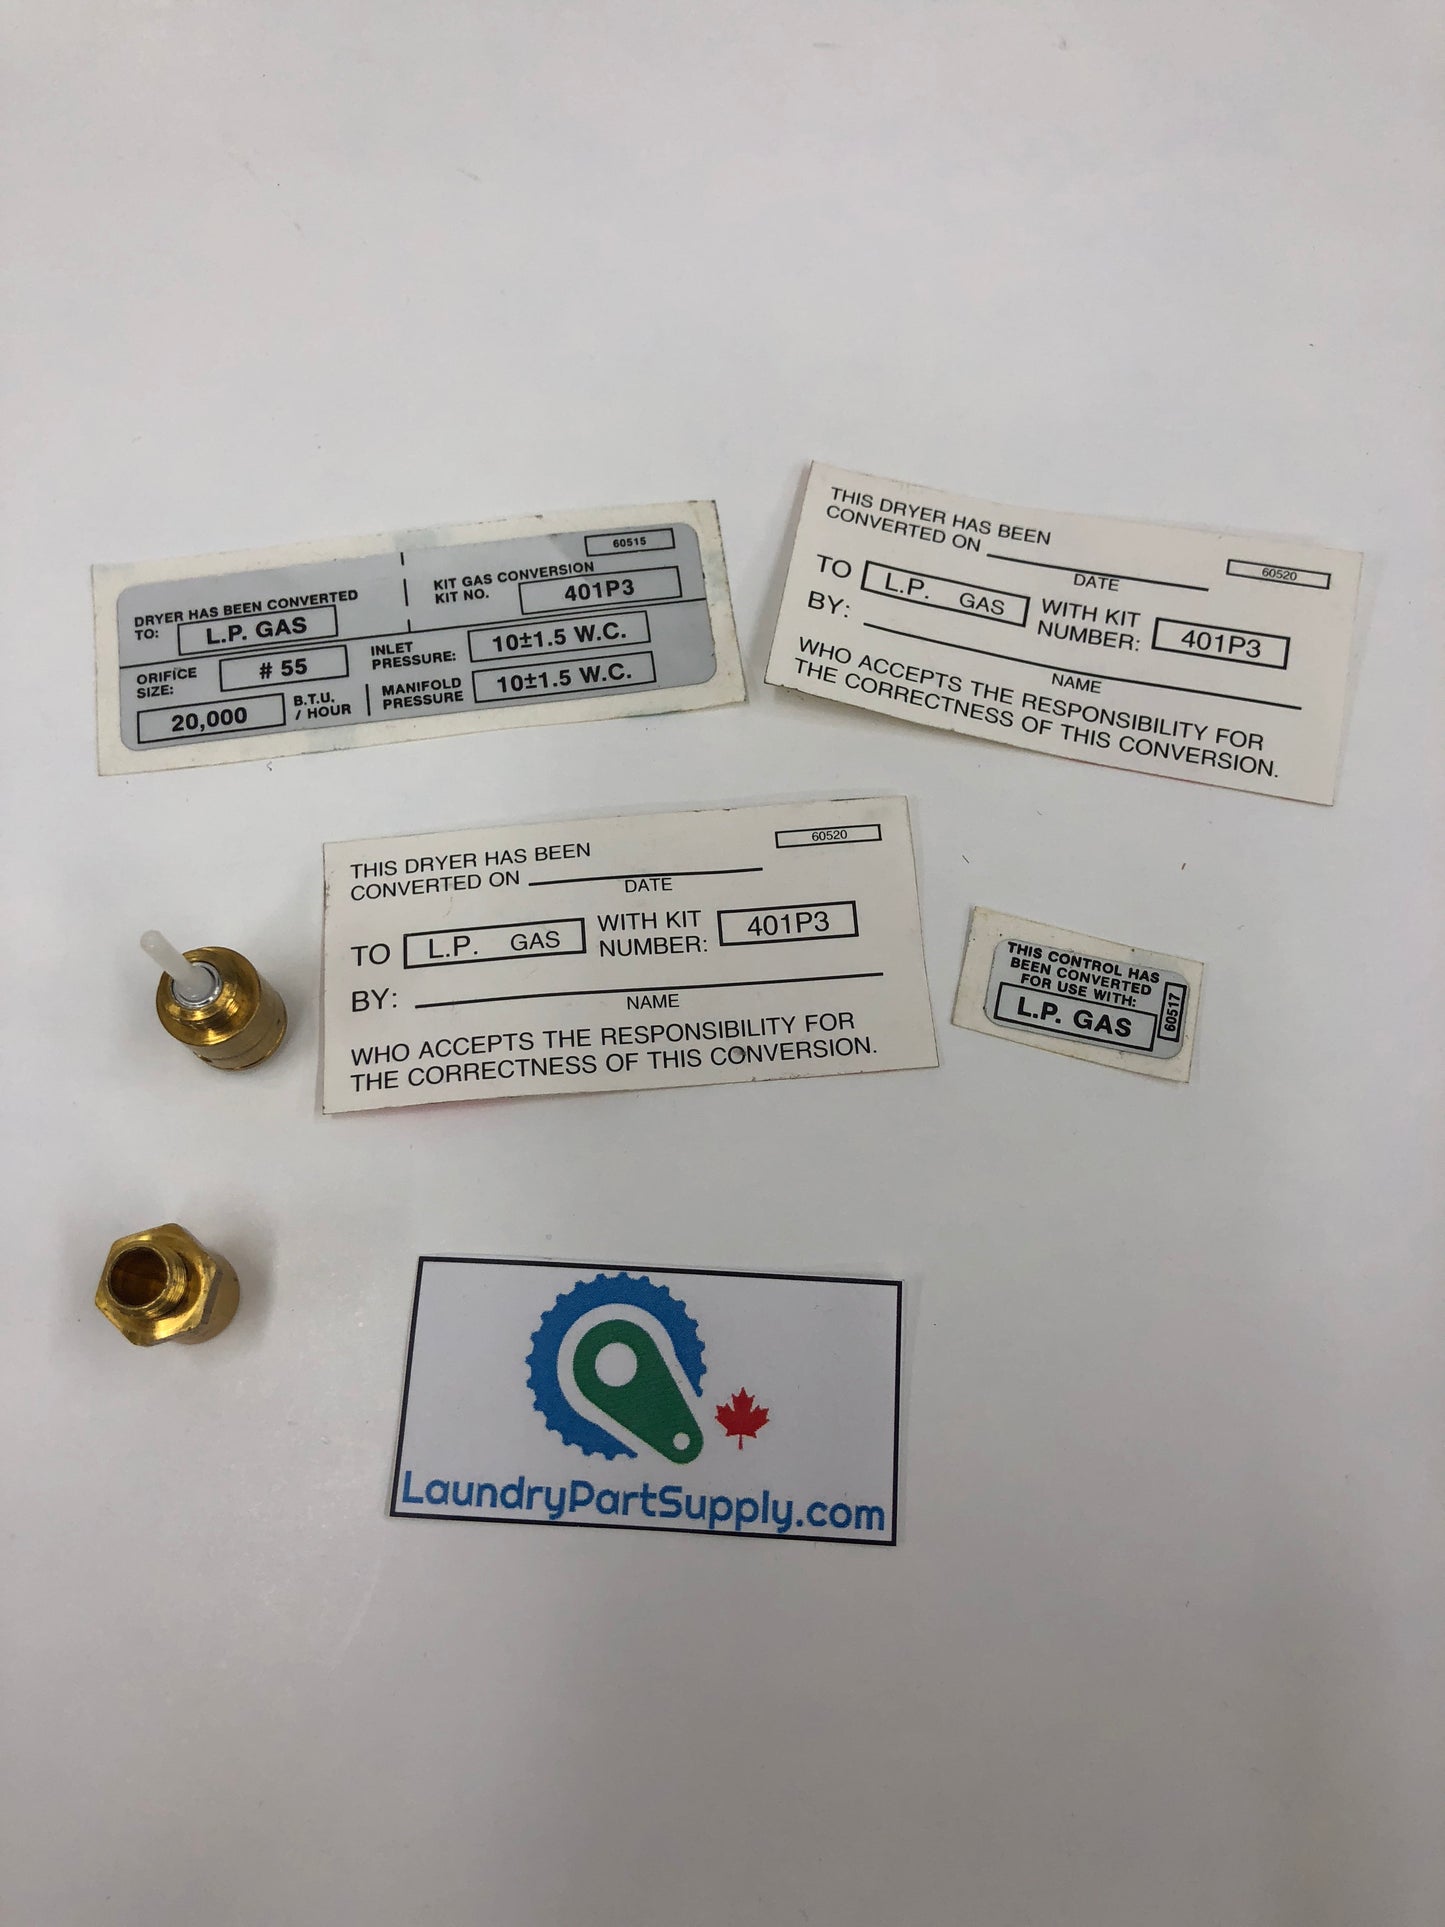 60515
DRYER HAS BEEN CONVERTED
TO: L.P. GAS
KIT GAS CONVERSION
KIT NO. 401P3
ORIFICE
SIZE: # 55
INLET
PRESSURE: 10±1.5 W.C.
20,000 B.T.U.
/ HOUR
MANIFOLD
PRESSURE 10±1.5 W.C.
THIS DRYER HAS BEEN
CONVERTED ON
DATE
60520
TO L.P. GAS WITH KIT
NUMBER: 401P3
BY:
NAME
WHO ACCEPTS THE RESPONSIBILITY FOR
THE CORRECTNESS OF THIS CONVERSION.
THIS DRYER HAS BEEN
CONVERTED ON
DATE
60520
TO L.P. GAS WITH KIT
NUMBER: 401P3
BY:
NAME
WHO ACCEPTS THE RESPONSIBILITY FOR
THE CORRECTNESS OF THIS CONVERSION.
THIS CONTROL HAS
BEEN CONVERTED
FOR USE WITH:
L.P. GAS
60517
LaundryPartSupply.com